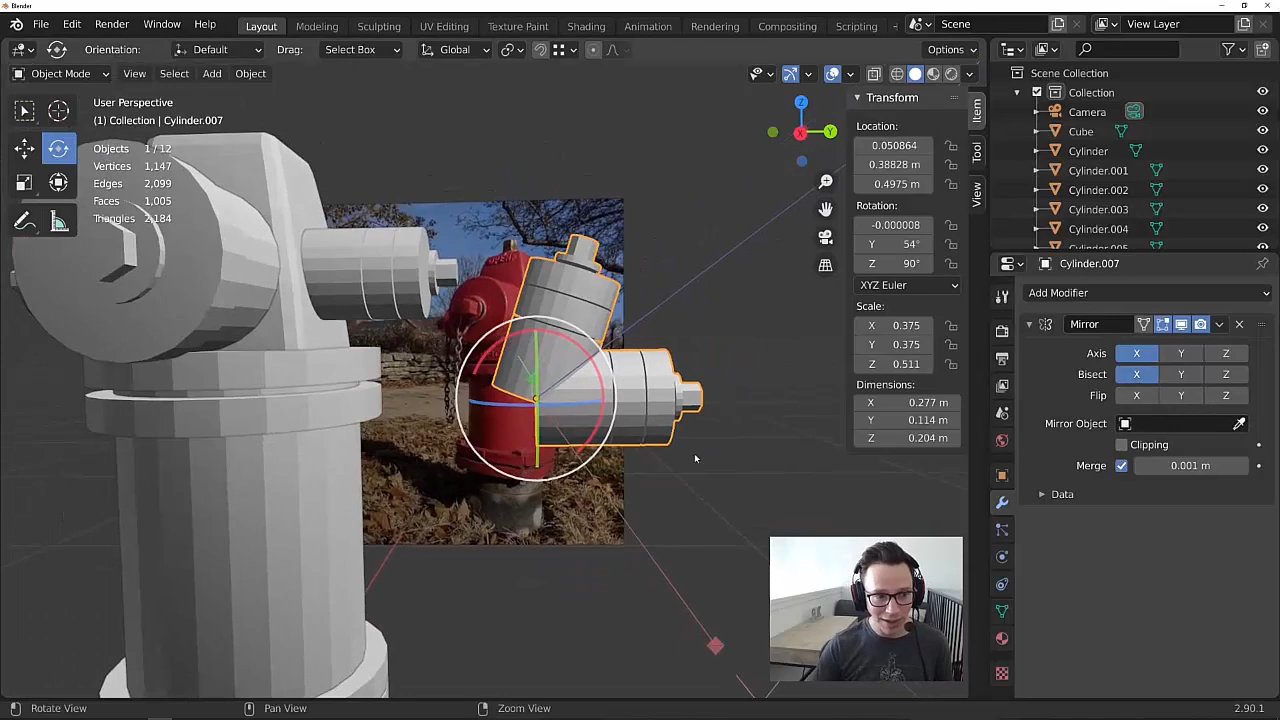 Blender
File Edit Render Window Help Layout Modeling Sculpting UV Editing Texture Paint Shading Animation Rendering Compositing Scripting + Scene View Layer
Orientation: Default Drag: Select Box Global Options
Object Mode View Select Add Object
User Perspective
(1) Collection | Cylinder.007
Objects 1 / 12
Vertices 1,147
Edges 2,099
Faces 1,005
Triangles 2,184
Z
Y
X
Transform
Location:
0.050864
0.38828 m
0.4975 m
Rotation:
-0.000008
Y 54°
Z 90°
XYZ Euler
Scale:
X 0.375
Y 0.375
Z 0.511
Dimensions:
X 0.277 m
Y 0.114 m
Z 0.204 m
Item
Tool
View
Scene Collection
Collection
Camera
Cube
Cylinder
Cylinder.001
Cylinder.002
Cylinder.003
Cylinder.004
Cylinder.007
Add Modifier
Mirror
Axis X Y Z
Bisect X Y Z
Flip X Y Z
Mirror Object
Clipping
Merge 0.001 m
Data
Rotate View Pan View Zoom View 2.90.1